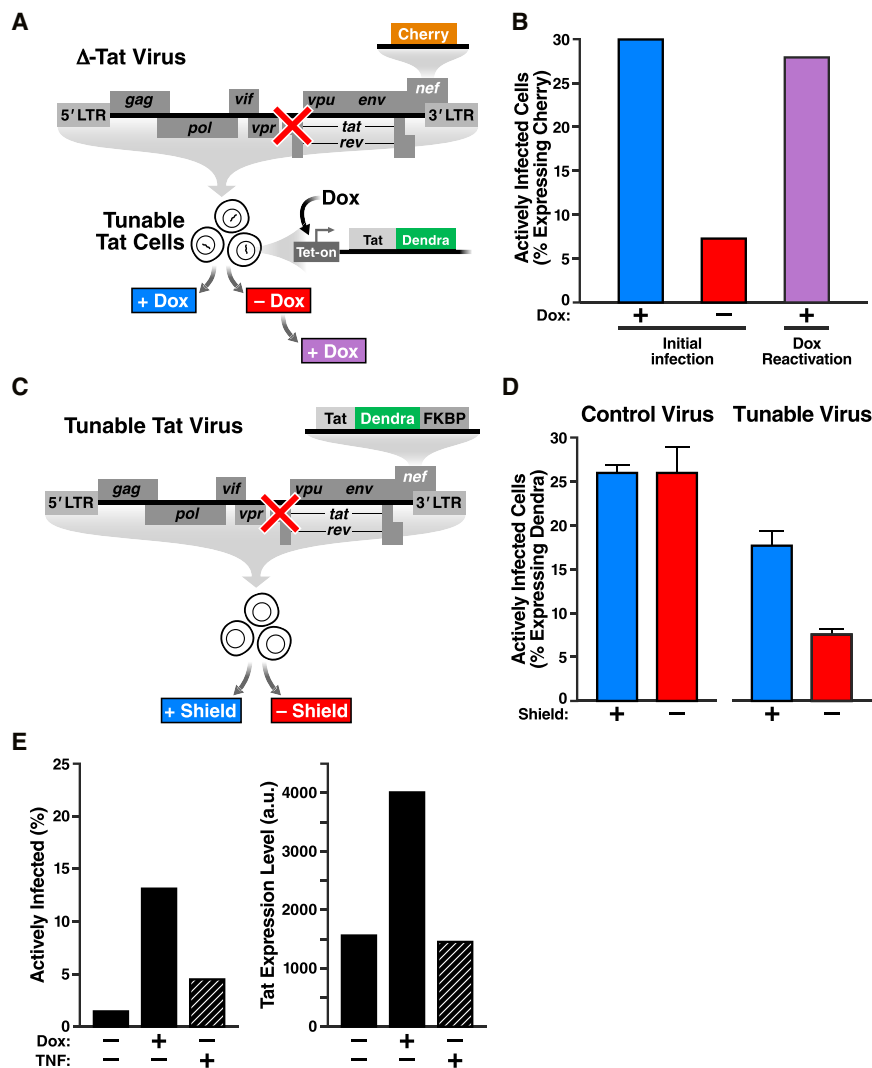 A
Δ-Tat Virus
Cherry
nef
gag
vif
vpu
env
5′ LTR
3′ LTR
pol
vpr
tat
rev
Tunable
Tat Cells
Dox
Tet-on
Tat
Dendra
+ Dox
– Dox
+ Dox
B
Actively Infected Cells
(% Expressing Cherry)
30
25
20
15
10
5
0
Dox:
+
–
+
Initial
infection
Dox
Reactivation
C
Tunable Tat Virus
Tat
Dendra
FKBP
nef
gag
vif
vpu
env
5′ LTR
3′ LTR
pol
vpr
tat
rev
+ Shield
– Shield
D
Control Virus
Tunable Virus
Actively Infected Cells
(% Expressing Dendra)
30
25
20
15
10
5
0
Shield:
+
–
+
–
E
Actively Infected (%)
25
20
15
10
5
0
Dox:
–
+
–
TNF:
–
–
+
Tat Expression Level (a.u.)
4000
3000
2000
1000
0
–
+
–
–
–
+